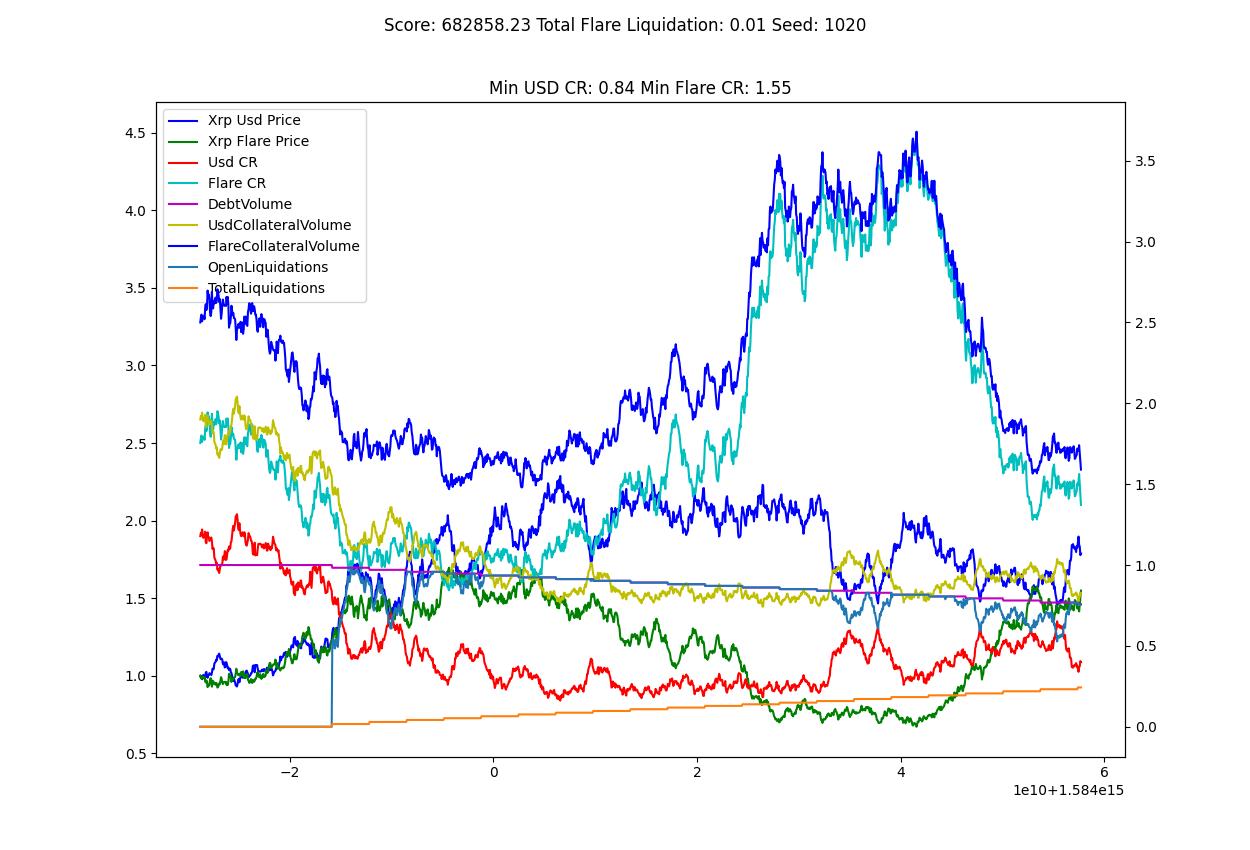 Score: 682858.23 Total Flare Liquidation: 0.01 Seed: 1020
Min USD CR: 0.84 Min Flare CR: 1.55
Xrp Usd Price
Xrp Flare Price
Usd CR
Flare CR
DebtVolume
UsdCollateralVolume
FlareCollateralVolume
OpenLiquidations
TotalLiquidations
4.5
4.0
3.5
3.0
2.5
2.0
1.5
1.0
0.5
3.5
3.0
2.5
2.0
1.5
1.0
0.5
0.0
−2 0 2 4 6
1e10+1.584e15